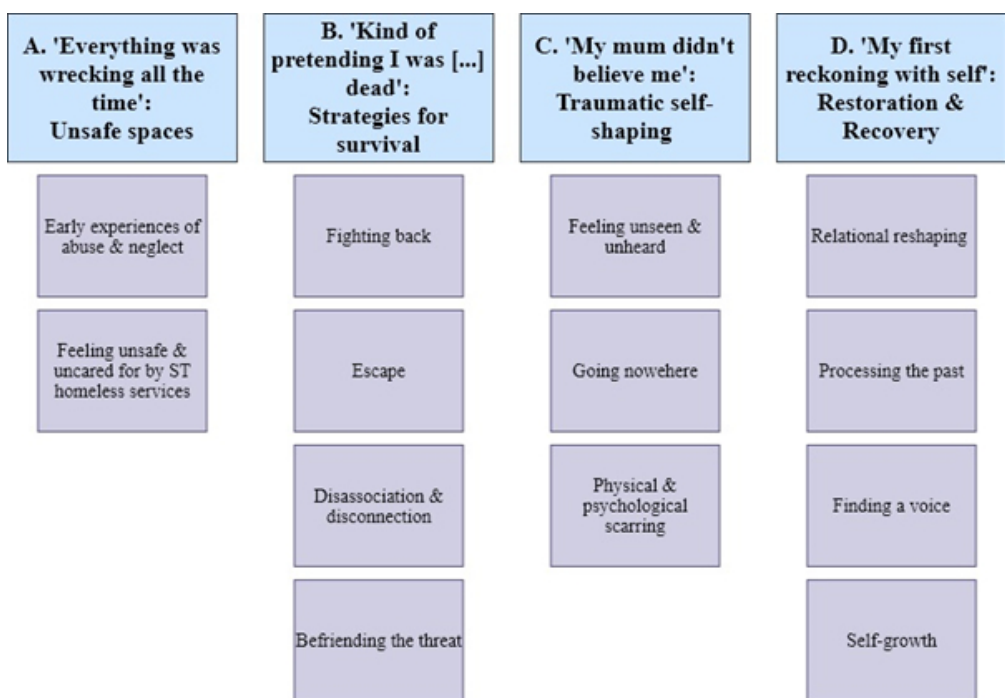 A. 'Everything was
wrecking all the
time':
Unsafe spaces
Early experiences of
abuse & neglect
Feeling unsafe &
uncared for by ST
homeless services
B. 'Kind of
pretending I was [...]
dead':
Strategies for
survival
Fighting back
Escape
Disassociation &
disconnection
Befriending the threat
C. 'My mum didn't
believe me':
Traumatic self-
shaping
Feeling unseen &
unheard
Going nowehere
Physical &
psychological
scarring
D. 'My first
reckoning with self':
Restoration &
Recovery
Relational reshaping
Processing the past
Finding a voice
Self-growth